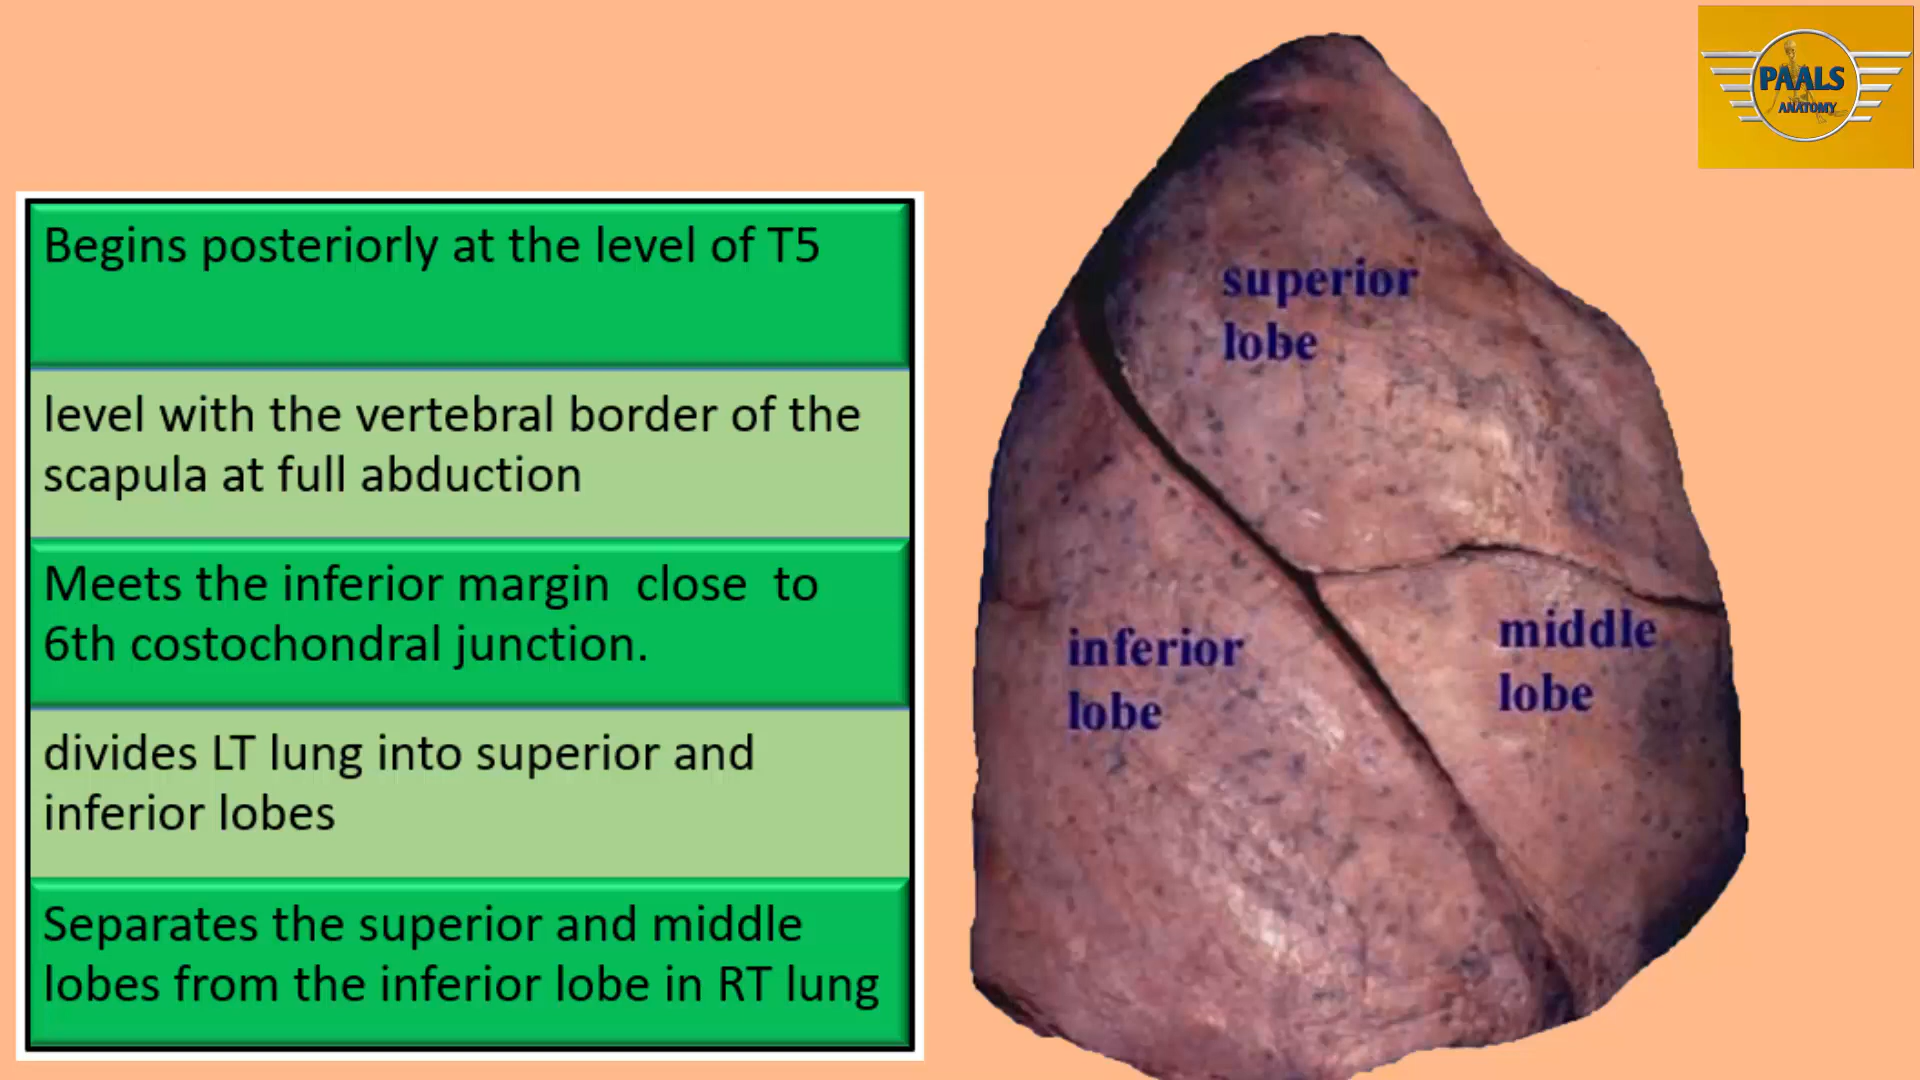 PAALS
ANATOMY
Begins posteriorly at the level of T5
level with the vertebral border of the
scapula at full abduction
Meets the inferior margin close to
6th costochondral junction.
divides LT lung into superior and
inferior lobes
Separates the superior and middle
lobes from the inferior lobe in RT lung
superior
lobe
inferior
lobe
middle
lobe